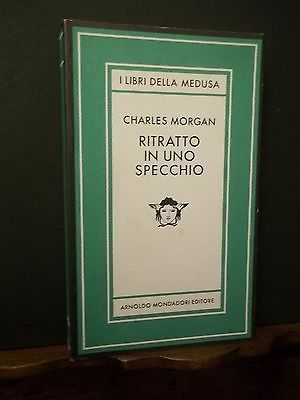 I LIBRI DELLA MEDUSA
CHARLES MORGAN
RITRATTO
IN UNO
SPECCHIO
ARNOLDO MONDADORI EDITORE